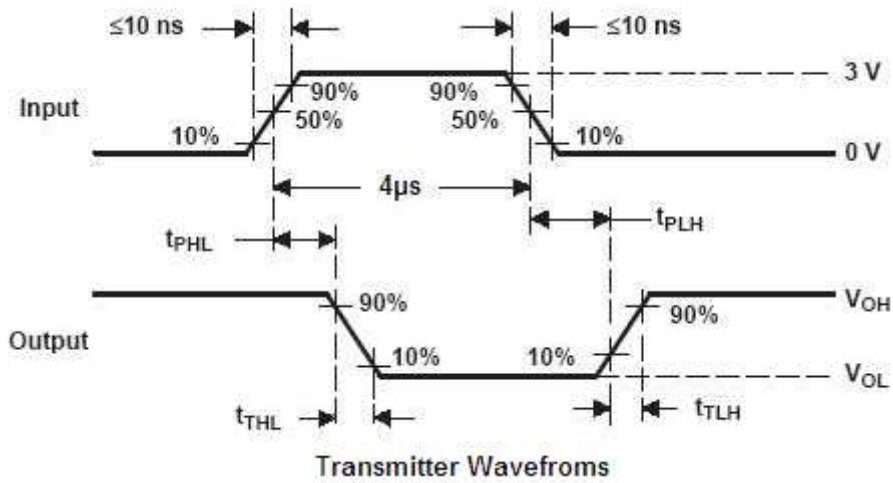 ≤10 ns
≤10 ns
3 V
Input
90%
90%
50%
50%
10%
10%
0 V
4μs
tPHL
tPLH
90%
90%
VOH
Output
10%
10%
VOL
tTHL
tTLH
Transmitter Wavefroms